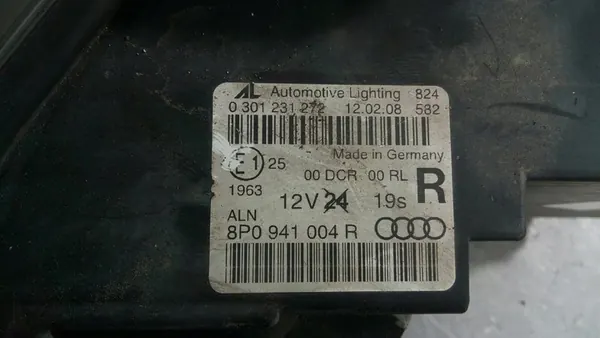 AL Automotive Lighting 824
0 301 231 272 12.02.08 582
Made in Germany
E1 25
00 DCR 00 RL R
1963
12V 24 19s
ALN
8P0 941 004 R